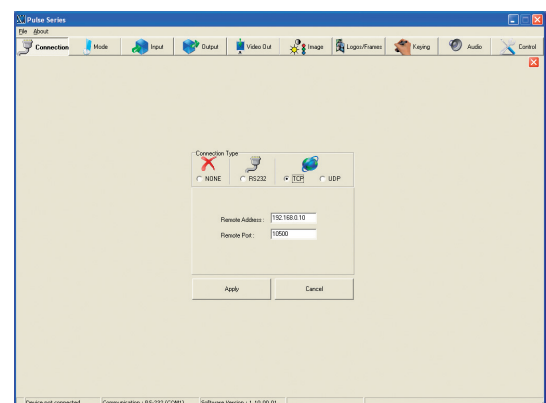 Pulse Series
File About
Connection Mode Input Output Video Out Image Logos/Frames Keying Audio Control
Connection Type
NONE RS232 TCP UDP
Remote Address : 192.168.0.10
Remote Port : 10500
Apply Cancel
Device not connected Communication : RS-232 (COM1) Software Version : 1.10.00.01